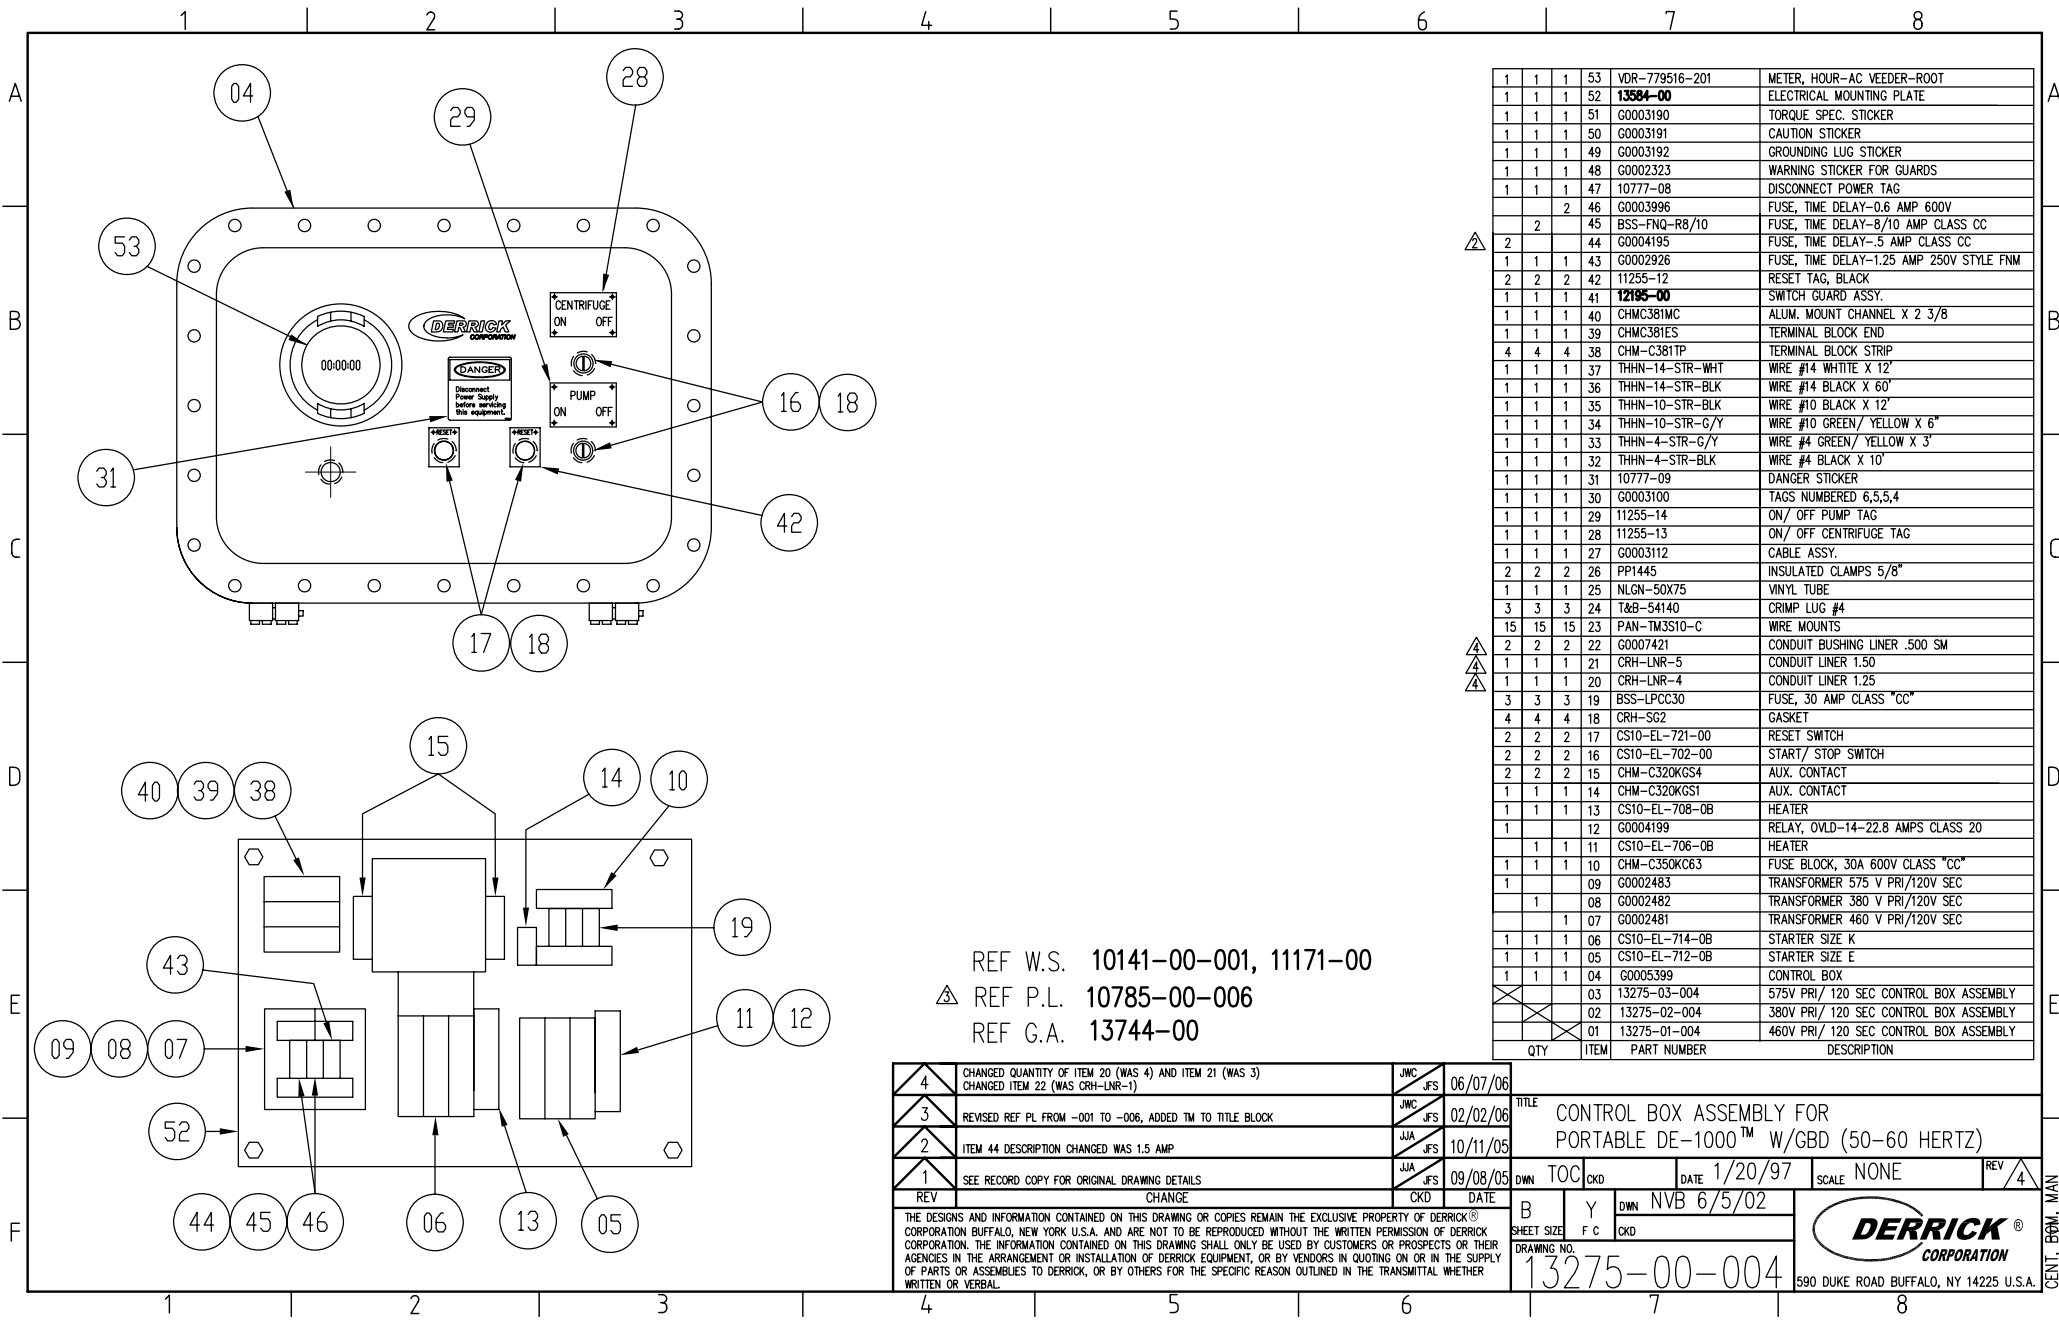 1 2 3 4 5 6 7 8
A
B
C
D
E
F
04
28
29
53
CENTRIFUGE
ON OFF
DERRICK
CORPORATION
00:00:00
DANGER
Disconnect
Power Supply
before servicing
this equipment.
PUMP
ON OFF
16 18
RESET RESET
31
42
17 18
15
40 39 38
14 10
19
43
11 12
09 08 07
52
44 45 46
06
13
05
REF W.S. 10141-00-001, 11171-00
3 REF P.L. 10785-00-006
REF G.A. 13744-00
1 1 1 53 VDR-779516-201 METER, HOUR-AC VEEDER-ROOT
1 1 1 52 13584-00 ELECTRICAL MOUNTING PLATE
1 1 1 51 G0003190 TORQUE SPEC. STICKER
1 1 1 50 G0003191 CAUTION STICKER
1 1 1 49 G0003192 GROUNDING LUG STICKER
1 1 1 48 G0002323 WARNING STICKER FOR GUARDS
1 1 1 47 10777-08 DISCONNECT POWER TAG
2 46 G0003996 FUSE, TIME DELAY-0.6 AMP 600V
2 45 BSS-FNQ-R8/10 FUSE, TIME DELAY-8/10 AMP CLASS CC
2 2 44 G0004195 FUSE, TIME DELAY-.5 AMP CLASS CC
1 1 1 43 G0002926 FUSE, TIME DELAY-1.25 AMP 250V STYLE FNM
2 2 2 42 11255-12 RESET TAG, BLACK
1 1 1 41 12195-00 SWITCH GUARD ASSY.
1 1 1 40 CHMC381MC ALUM. MOUNT CHANNEL X 2 3/8
1 1 1 39 CHMC381ES TERMINAL BLOCK END
4 4 4 38 CHM-C381TP TERMINAL BLOCK STRIP
1 1 1 37 THHN-14-STR-WHT WIRE #14 WHTITE X 12'
1 1 1 36 THHN-14-STR-BLK WIRE #14 BLACK X 60'
1 1 1 35 THHN-10-STR-BLK WIRE #10 BLACK X 12'
1 1 1 34 THHN-10-STR-G/Y WIRE #10 GREEN/ YELLOW X 6"
1 1 1 33 THHN-4-STR-G/Y WIRE #4 GREEN/ YELLOW X 3'
1 1 1 32 THHN-4-STR-BLK WIRE #4 BLACK X 10'
1 1 1 31 10777-09 DANGER STICKER
1 1 1 30 G0003100 TAGS NUMBERED 6,5,5,4
1 1 1 29 11255-14 ON/ OFF PUMP TAG
1 1 1 28 11255-13 ON/ OFF CENTRIFUGE TAG
1 1 1 27 G0003112 CABLE ASSY.
2 2 2 26 PP1445 INSULATED CLAMPS 5/8"
1 1 1 25 NLGN-50X75 VINYL TUBE
3 3 3 24 T&B-54140 CRIMP LUG #4
15 15 15 23 PAN-TM3S10-C WIRE MOUNTS
4 2 2 2 22 G0007421 CONDUIT BUSHING LINER .500 SM
4 1 1 1 21 CRH-LNR-5 CONDUIT LINER 1.50
4 1 1 1 20 CRH-LNR-4 CONDUIT LINER 1.25
3 3 3 19 BSS-LPCC30 FUSE, 30 AMP CLASS "CC"
4 4 4 18 CRH-SG2 GASKET
2 2 2 17 CS10-EL-721-00 RESET SWITCH
2 2 2 16 CS10-EL-702-00 START/ STOP SWITCH
2 2 2 15 CHM-C320KGS4 AUX. CONTACT
1 1 1 14 CHM-C320KGS1 AUX. CONTACT
1 1 1 13 CS10-EL-708-0B HEATER
1 12 G0004199 RELAY, OVLD-14-22.8 AMPS CLASS 20
1 1 11 CS10-EL-706-0B HEATER
1 1 1 10 CHM-C350KC63 FUSE BLOCK, 30A 600V CLASS "CC"
1 09 G0002483 TRANSFORMER 575 V PRI/120V SEC
1 08 G0002482 TRANSFORMER 380 V PRI/120V SEC
1 07 G0002481 TRANSFORMER 460 V PRI/120V SEC
1 1 1 06 CS10-EL-714-0B STARTER SIZE K
1 1 1 05 CS10-EL-712-0B STARTER SIZE E
1 1 1 04 G0005399 CONTROL BOX
03 13275-03-004 575V PRI/ 120 SEC CONTROL BOX ASSEMBLY
02 13275-02-004 380V PRI/ 120 SEC CONTROL BOX ASSEMBLY
01 13275-01-004 460V PRI/ 120 SEC CONTROL BOX ASSEMBLY
QTY ITEM PART NUMBER DESCRIPTION
4 CHANGED QUANTITY OF ITEM 20 (WAS 4) AND ITEM 21 (WAS 3) JWC JFS 06/07/06
CHANGED ITEM 22 (WAS CRH-LNR-1)
3 REVISED REF PL FROM -001 TO -006, ADDED TM TO TITLE BLOCK JWC JFS 02/02/06
2 ITEM 44 DESCRIPTION CHANGED WAS 1.5 AMP JJA JFS 10/11/05
1 SEE RECORD COPY FOR ORIGINAL DRAWING DETAILS JJA JFS 09/08/05
REV CHANGE CKD DATE
THE DESIGNS AND INFORMATION CONTAINED ON THIS DRAWING OR COPIES REMAIN THE EXCLUSIVE PROPERTY OF DERRICK®
CORPORATION BUFFALO, NEW YORK U.S.A. AND ARE NOT TO BE REPRODUCED WITHOUT THE WRITTEN PERMISSION OF DERRICK
CORPORATION. THE INFORMATION CONTAINED ON THIS DRAWING SHALL ONLY BE USED BY CUSTOMERS OR PROSPECTS OR THEIR
AGENCIES IN THE ARRANGEMENT OR INSTALLATION OF DERRICK EQUIPMENT, OR BY VENDORS IN QUOTING ON OR IN THE SUPPLY
OF PARTS OR ASSEMBLIES TO DERRICK, OR BY OTHERS FOR THE SPECIFIC REASON OUTLINED IN THE TRANSMITTAL WHETHER
WRITTEN OR VERBAL.
TITLE CONTROL BOX ASSEMBLY FOR
PORTABLE DE-1000™ W/GBD (50-60 HERTZ)
DWN TOC CKD DATE 1/20/97 SCALE NONE REV 4
B SHEET SIZE Y F C DWN NVB 6/5/02
CKD
DRAWING NO.
13275-00-004
DERRICK ®
CORPORATION
590 DUKE ROAD BUFFALO, NY 14225 U.S.A.
CENT. BOM. MAN
A
B
C
D
E
1 2 3 4 5 6 7 8